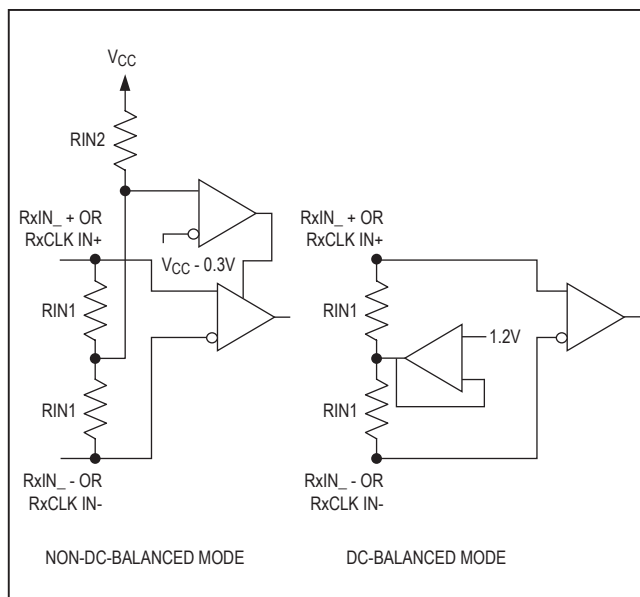 VCC
RIN2
RxIN_ + OR
RxCLK IN+
VCC - 0.3V
RIN1
RIN1
RxIN_ - OR
RxCLK IN-
NON-DC-BALANCED MODE
RxIN_ + OR
RxCLK IN+
RIN1
1.2V
RIN1
RxIN_ - OR
RxCLK IN-
DC-BALANCED MODE